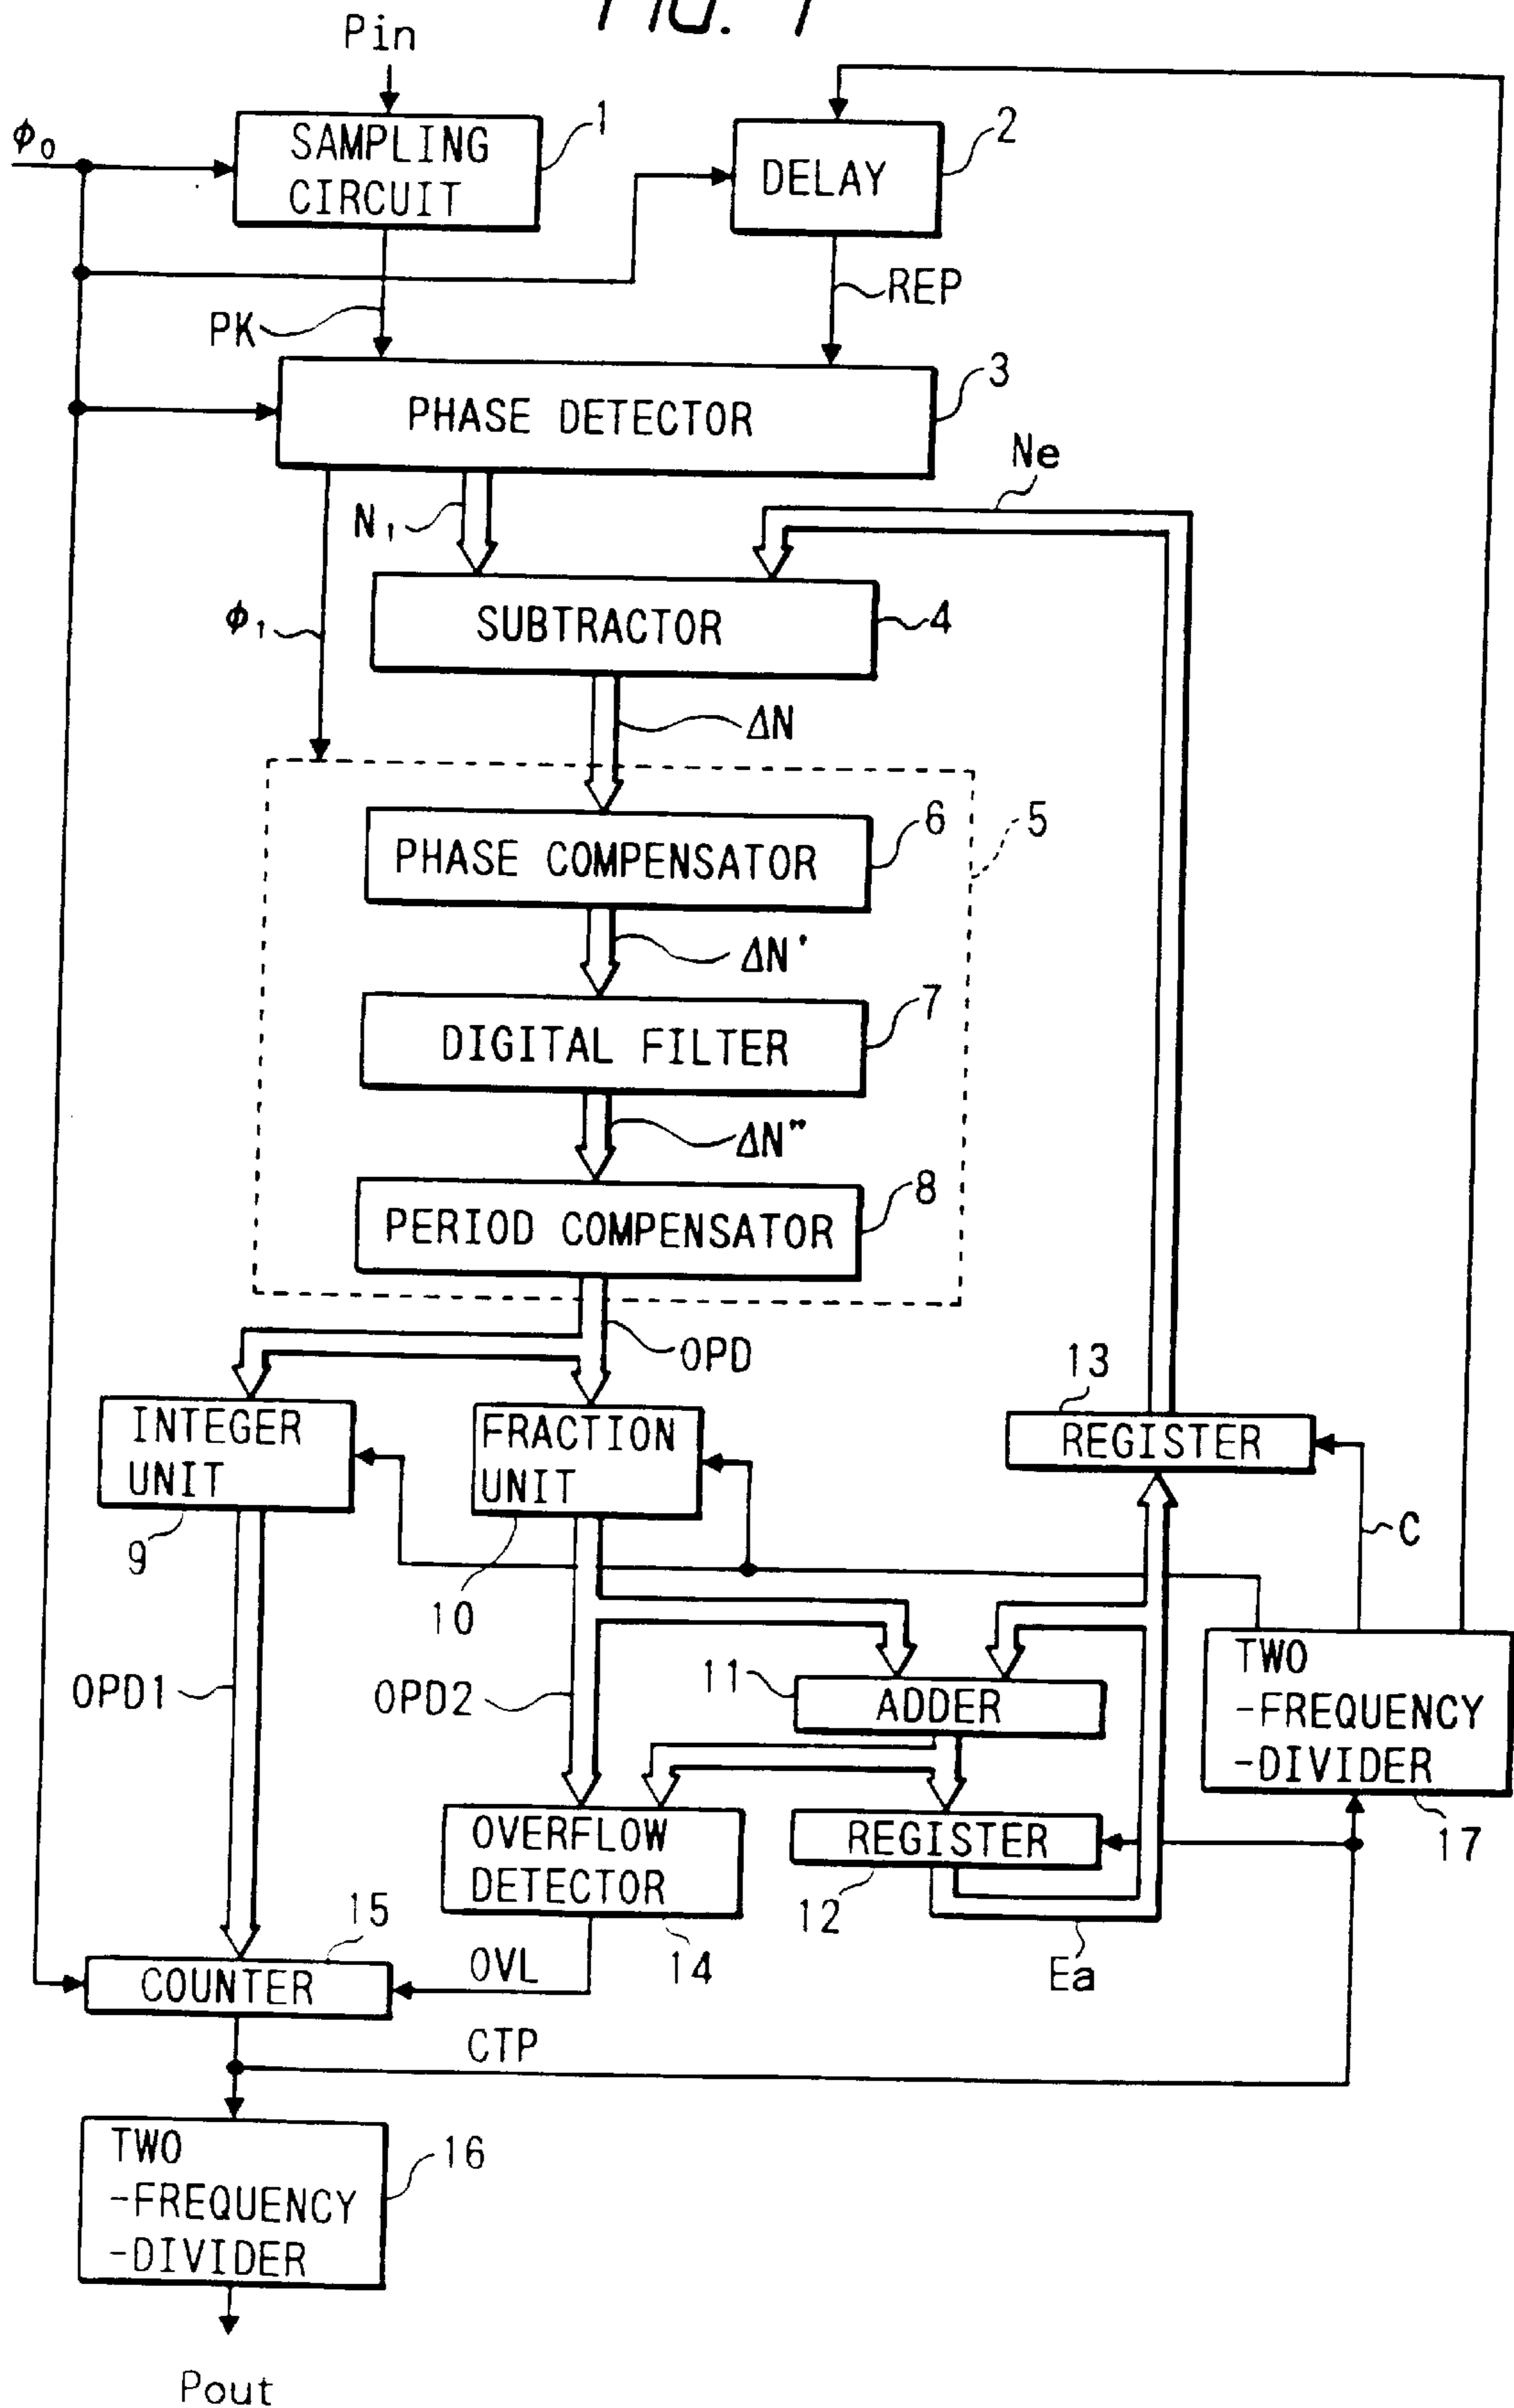 FIG. 1
Pin
φ0
SAMPLING
CIRCUIT
1
DELAY
2
PK
REP
PHASE DETECTOR
3
N1
Ne
φ1
SUBTRACTOR
4
ΔN
PHASE COMPENSATOR
6
5
ΔN'
DIGITAL FILTER
7
ΔN"
PERIOD COMPENSATOR
8
OPD
INTEGER
UNIT
9
FRACTION
UNIT
10
13
REGISTER
C
OPD1
OPD2
11
ADDER
TWO
-FREQUENCY
-DIVIDER
17
OVERFLOW
DETECTOR
14
REGISTER
12
Ea
15
COUNTER
OVL
CTP
TWO
-FREQUENCY
-DIVIDER
16
Pout